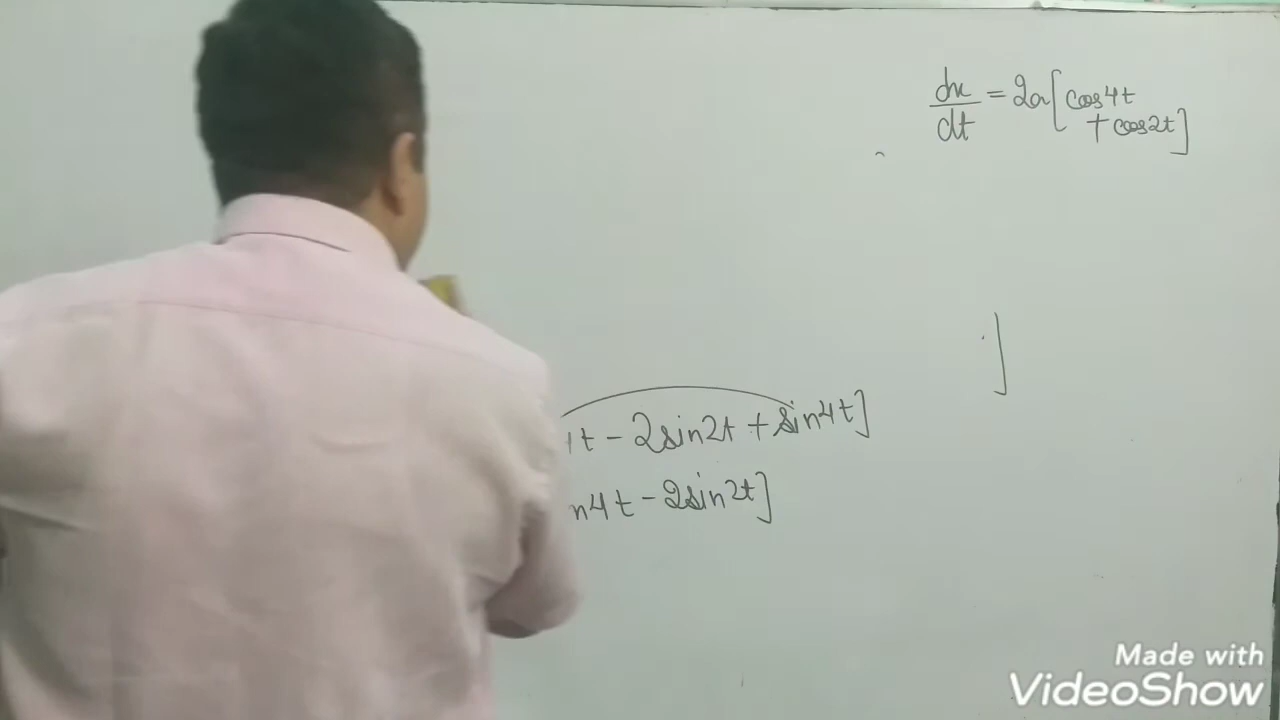 dx/dt = 2a[cos4t
+ cos2t]
]
t - 2sin2t + sin4t]
n4t - 2sin2t]
Made with
VideoShow